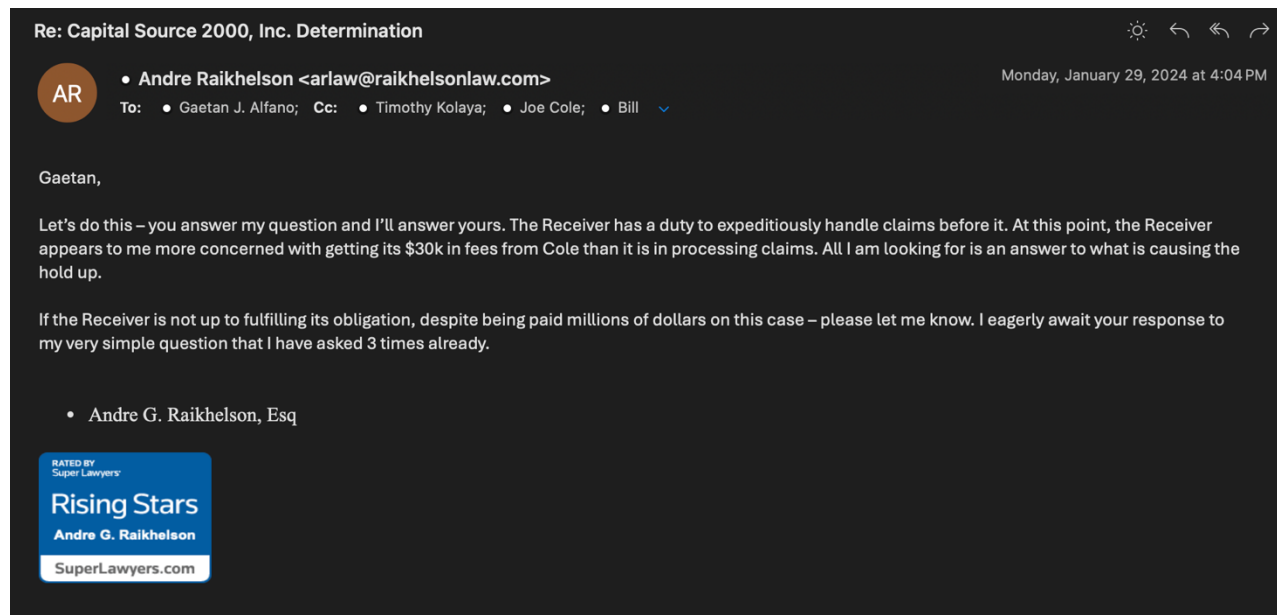 Re: Capital Source 2000, Inc. Determination
AR
• Andre Raikhelson <arlaw@raikhelsonlaw.com>
Monday, January 29, 2024 at 4:04 PM
To: • Gaetan J. Alfano; Cc: • Timothy Kolaya; • Joe Cole; • Bill
Gaetan,
Let's do this – you answer my question and I'll answer yours. The Receiver has a duty to expeditiously handle claims before it. At this point, the Receiver
appears to me more concerned with getting its $30k in fees from Cole than it is in processing claims. All I am looking for is an answer to what is causing the
hold up.
If the Receiver is not up to fulfilling its obligation, despite being paid millions of dollars on this case – please let me know. I eagerly await your response to
my very simple question that I have asked 3 times already.
• Andre G. Raikhelson, Esq
RATED BY
Super Lawyers
Rising Stars
Andre G. Raikhelson
SuperLawyers.com